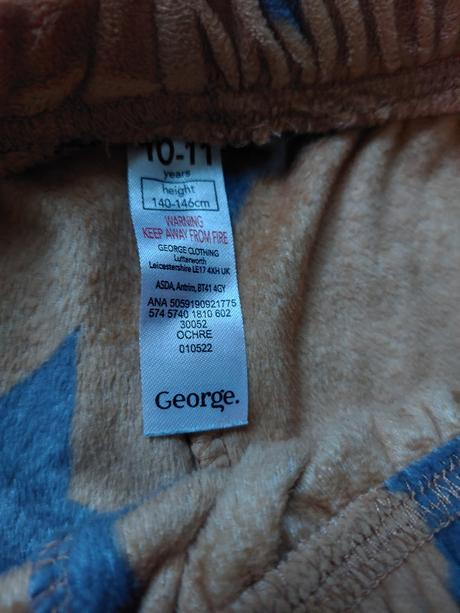 10-11
years
height
140-146cm
WARNING
KEEP AWAY FROM FIRE
GEORGE CLOTHING
Lutterworth
Leicestershire LE17 4XH UK
ASDA, Antrim, BT41 4GY
ANA 5059190921775
574 5740 1810 602
30052
OCHRE
010522
George.